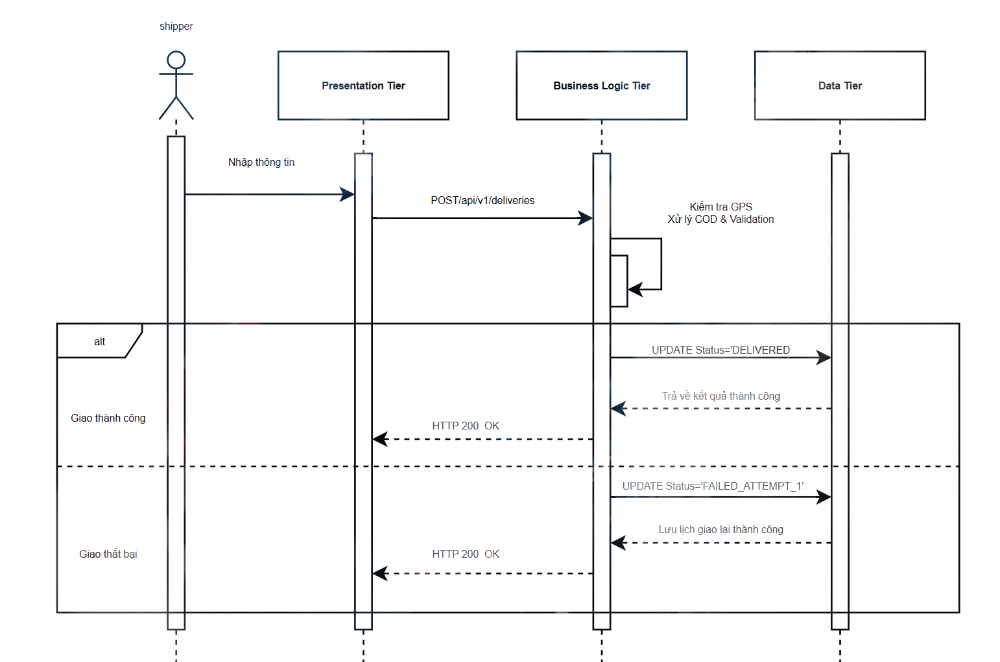 shipper
Presentation Tier
Business Logic Tier
Data Tier
Nhập thông tin
POST/api/v1/deliveries
Kiểm tra GPS
Xử lý COD & Validation
alt
UPDATE Status='DELIVERED
Trả về kết quả thành công
Giao thành công
HTTP 200  OK
UPDATE Status='FAILED_ATTEMPT_1'
Lưu lịch giao lại thành công
Giao thất bại
HTTP 200  OK